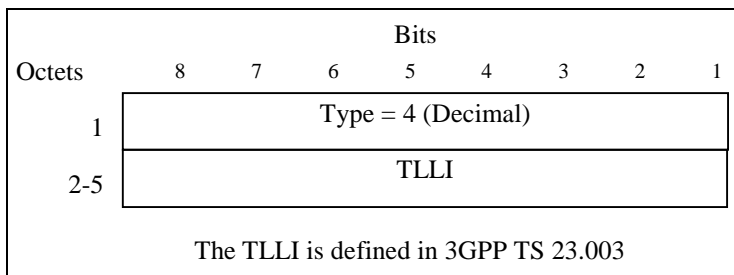 Bits
Octets 8 7 6 5 4 3 2 1
1 Type = 4 (Decimal)
2-5 TLLI
The TLLI is defined in 3GPP TS 23.003